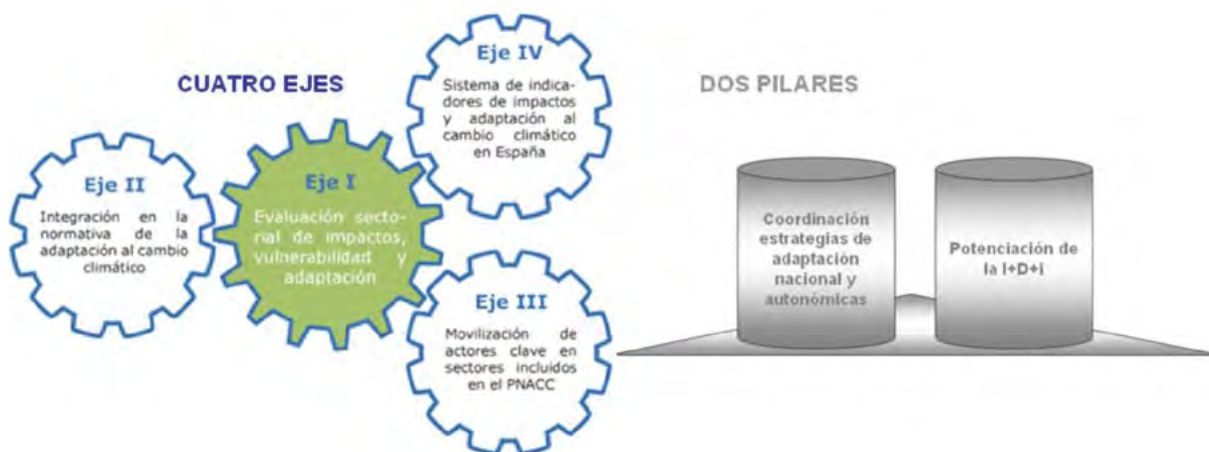 CUATRO EJES
Eje II
Integración en la
normativa de la
adaptación al cambio
climático
Eje I
Evaluación secto-
rial de impactos,
vulnerabilidad y
adaptación
Eje IV
Sistema de indica-
dores de impactos
y adaptación al
cambio climático
en España
Eje III
Movilización de
actores clave en
sectores incluidos
en el PNACC
DOS PILARES
Coordinación
estrategias de
adaptación
nacional y
autonómicas
Potenciación de
la I+D+i